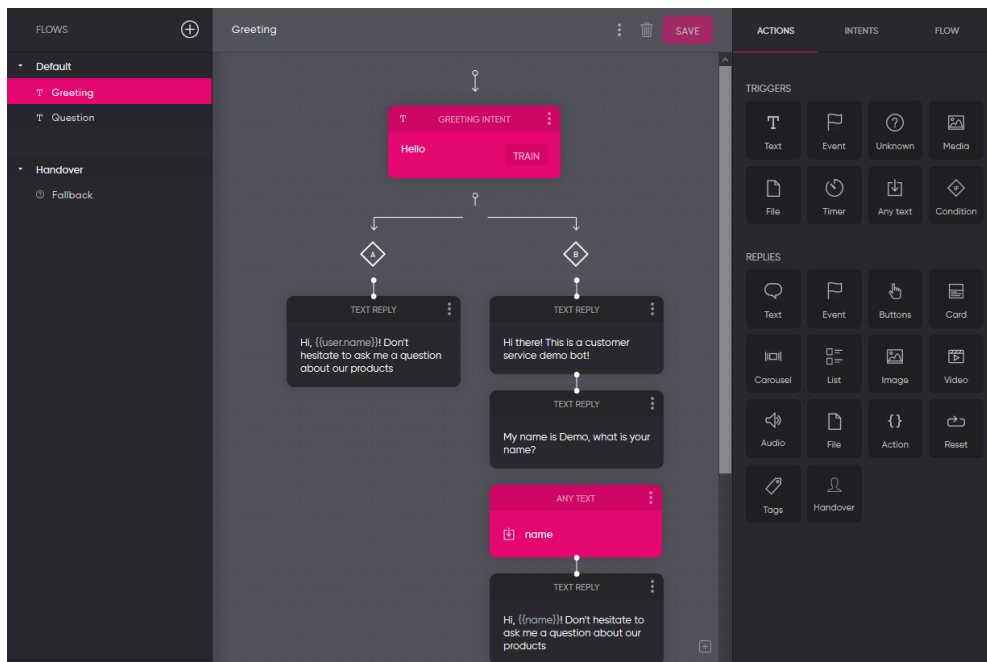 FLOWS
Default
T Greeting
T Question
Handover
? Fallback
Greeting
SAVE
T GREETING INTENT
Hello
TRAIN
A
B
TEXT REPLY
Hi, {{user.name}}! Don't
hesitate to ask me a question
about our products
TEXT REPLY
Hi there! This is a customer
service demo bot!
TEXT REPLY
My name is Demo, what is your
name?
ANY TEXT
name
TEXT REPLY
Hi, {{name}}! Don't hesitate to
ask me a question about our
products
ACTIONS INTENTS FLOW
TRIGGERS
T ?
Text Event Unknown Media
IF
File Timer Any text Condition
REPLIES
Text Event Buttons Card
Carousel List Image Video
{}
Audio File Action Reset
Tags Handover